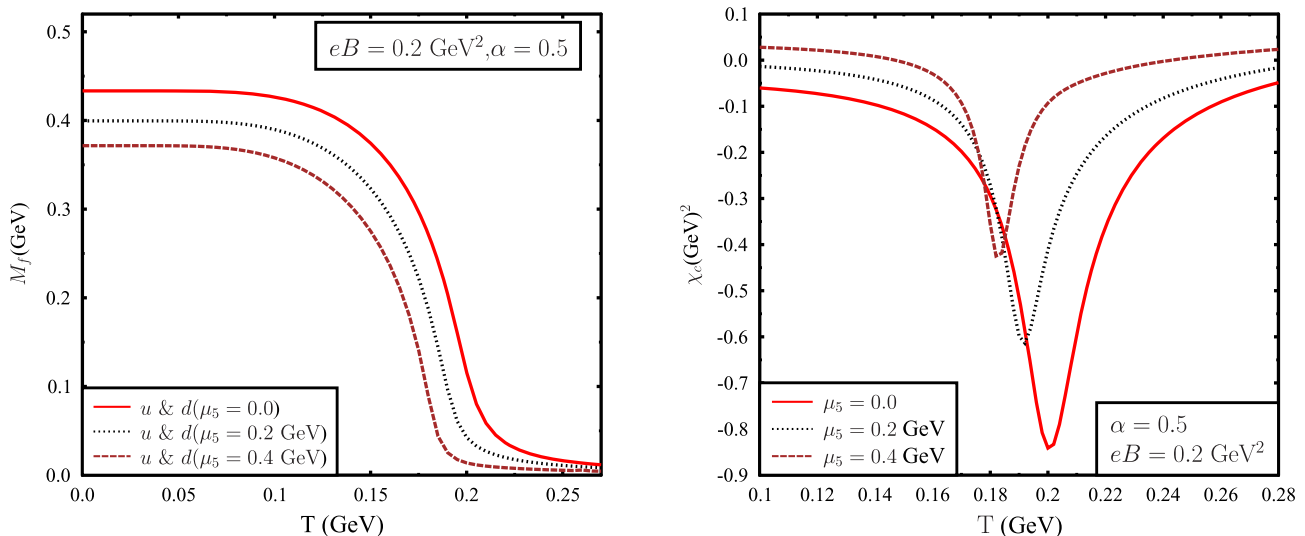 0.5
0.4
0.3
0.2
0.1
0.0
M_f(GeV)
eB = 0.2 GeV²,α = 0.5
u & d(μ₅ = 0.0)
u & d(μ₅ = 0.2 GeV)
u & d(μ₅ = 0.4 GeV)
0.0 0.05 0.1 0.15 0.2 0.25
T (GeV)
0.1
0.0
-0.1
-0.2
-0.3
-0.4
-0.5
-0.6
-0.7
-0.8
-0.9
χ_c(GeV)²
μ₅ = 0.0
μ₅ = 0.2 GeV
μ₅ = 0.4 GeV
α = 0.5
eB = 0.2 GeV²
0.1 0.12 0.14 0.16 0.18 0.2 0.22 0.24 0.26 0.28
T (GeV)